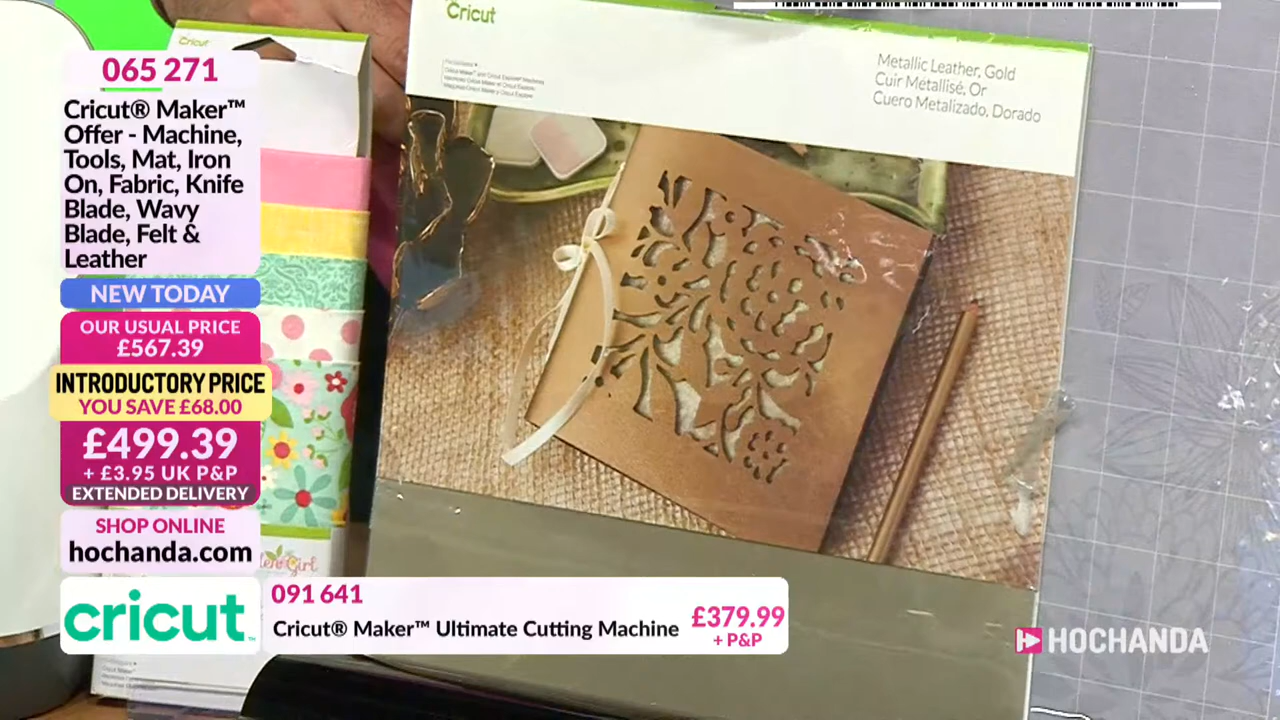 Cricut
Cricut
Metallic Leather, Gold
Cuir Métallisé, Or
Cuero Metalizado, Dorado
065 271
Cricut® Maker™
Offer - Machine,
Tools, Mat, Iron
On, Fabric, Knife
Blade, Wavy
Blade, Felt &
Leather
NEW TODAY
OUR USUAL PRICE
£567.39
INTRODUCTORY PRICE
YOU SAVE £68.00
£499.39
+ £3.95 UK P&P
EXTENDED DELIVERY
SHOP ONLINE
hochanda.com
cricut™
091 641
Cricut® Maker™ Ultimate Cutting Machine
£379.99
+ P&P
HOCHANDA